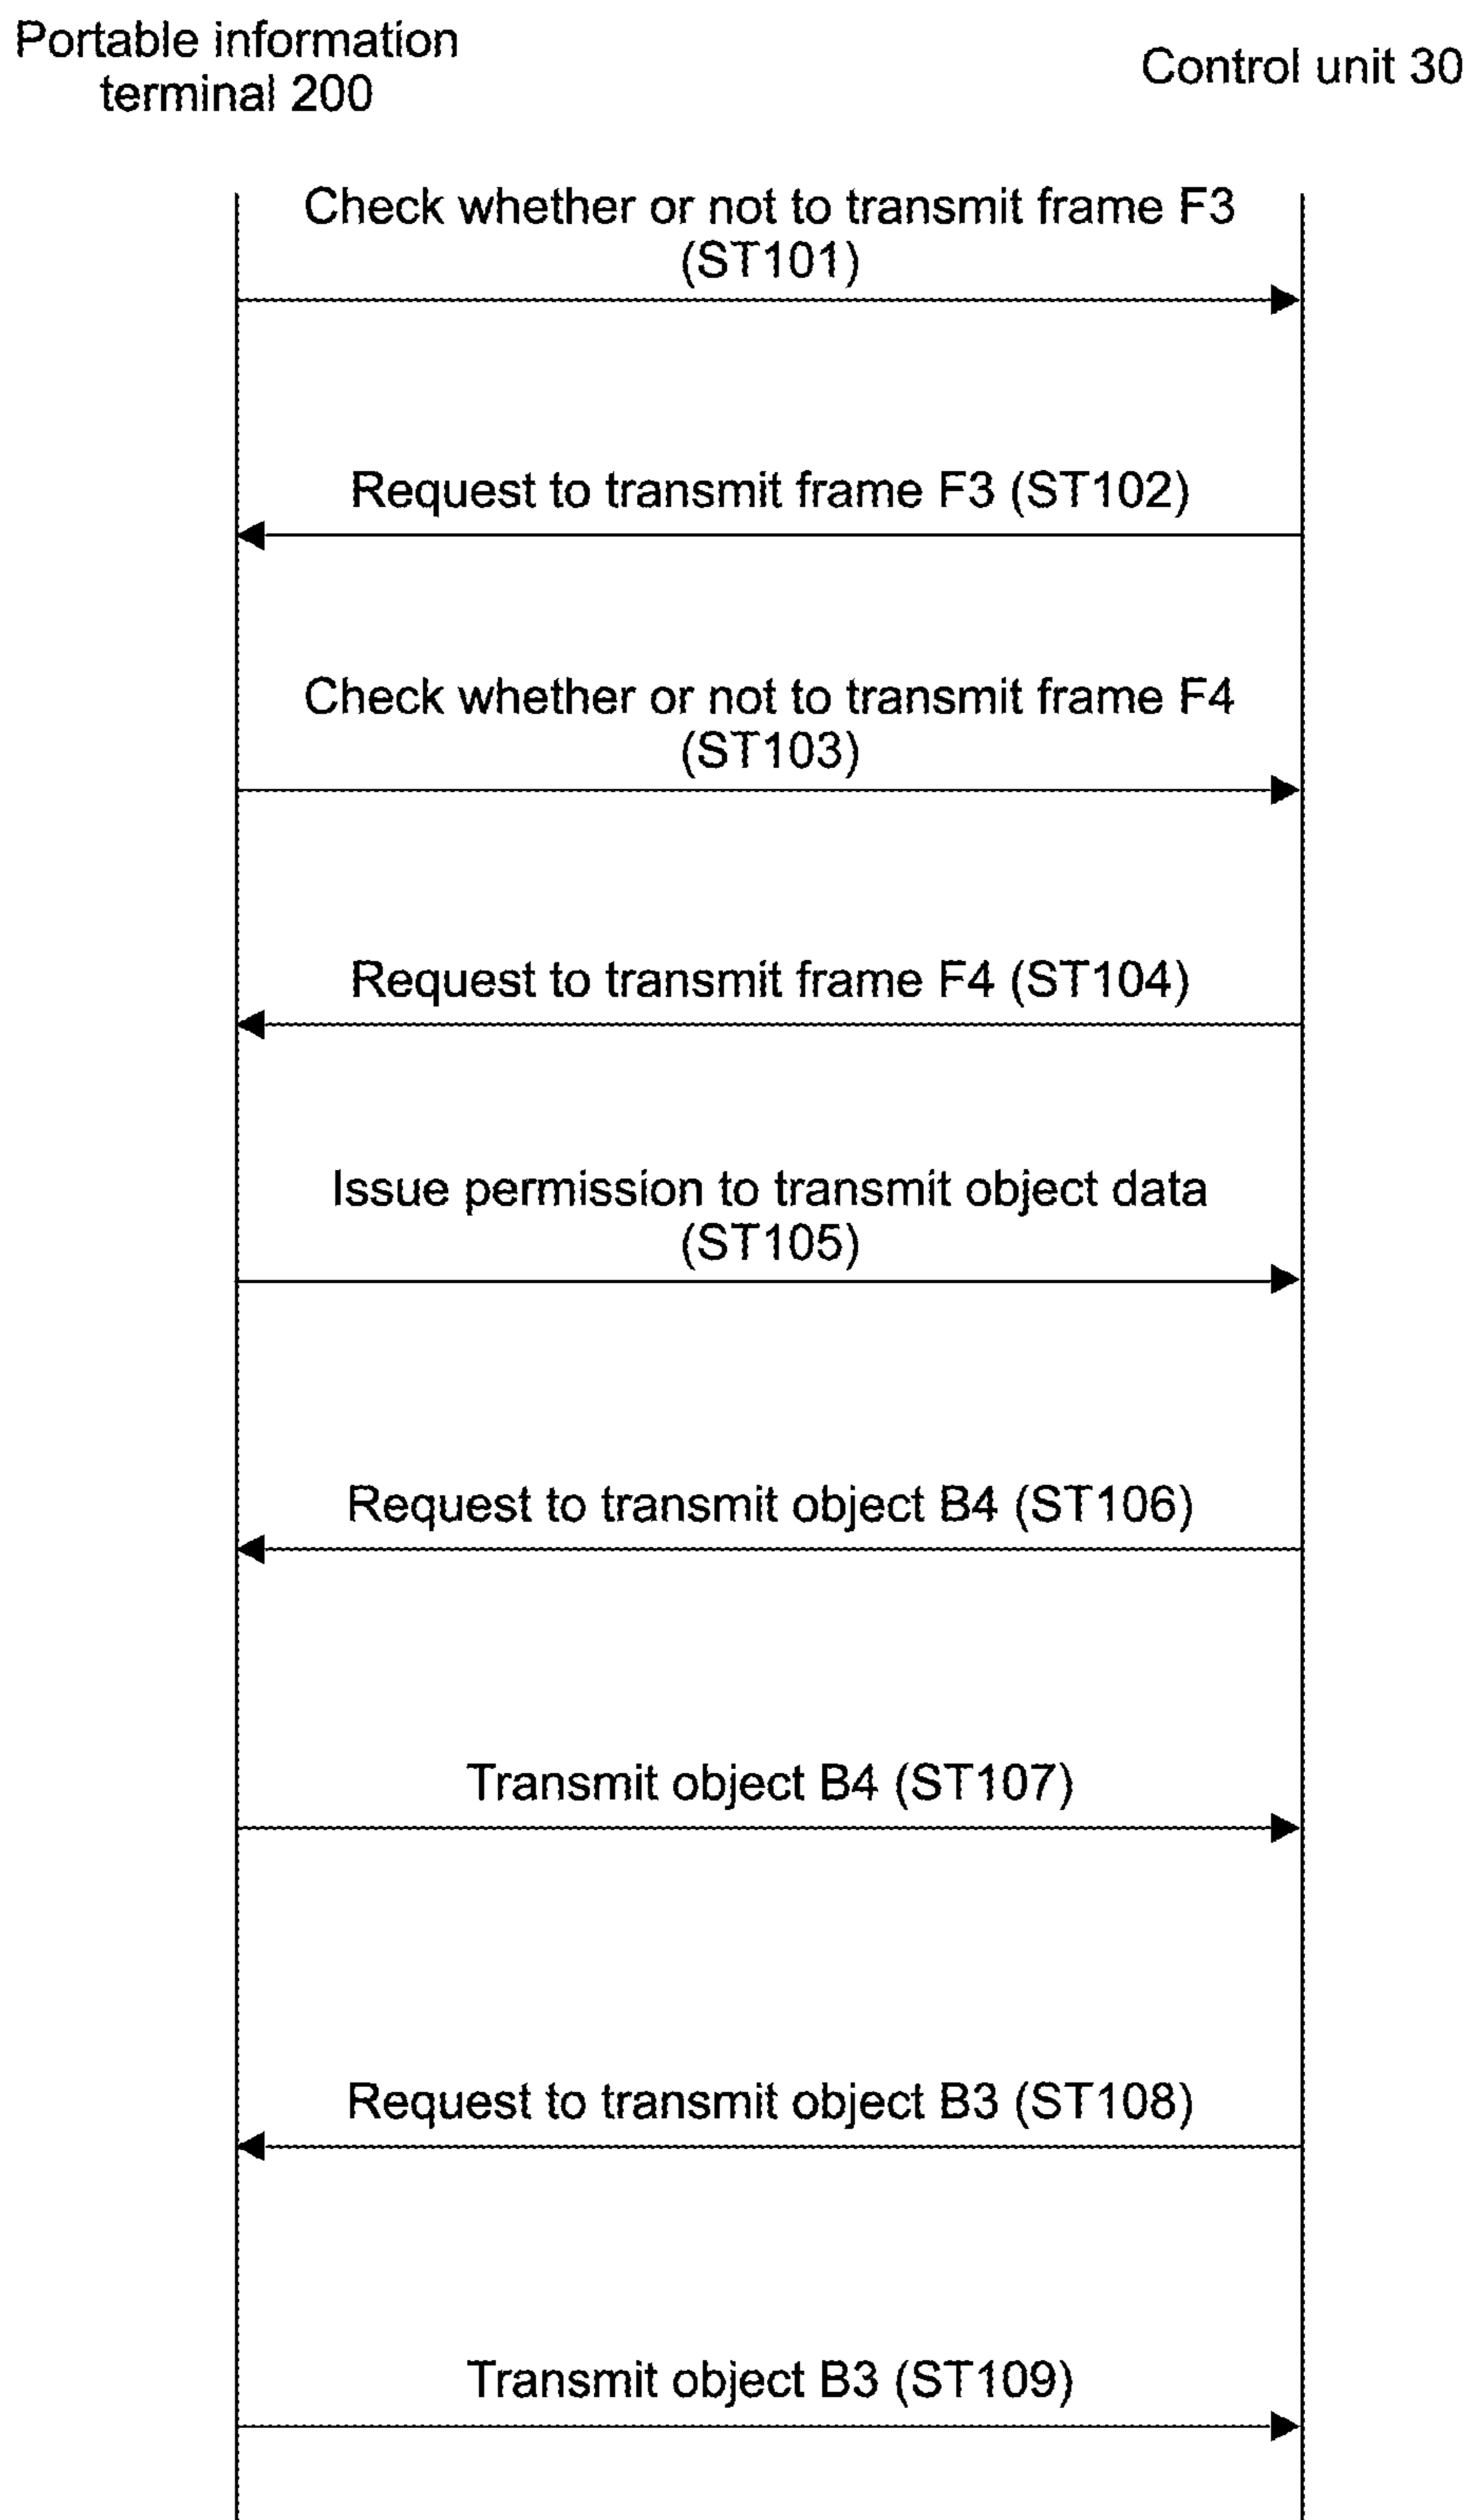 Portable information
terminal 200
Control unit 30
Check whether or not to transmit frame F3
(ST101)
Request to transmit frame F3 (ST102)
Check whether or not to transmit frame F4
(ST103)
Request to transmit frame F4 (ST104)
Issue permission to transmit object data
(ST105)
Request to transmit object B4 (ST106)
Transmit object B4 (ST107)
Request to transmit object B3 (ST108)
Transmit object B3 (ST109)